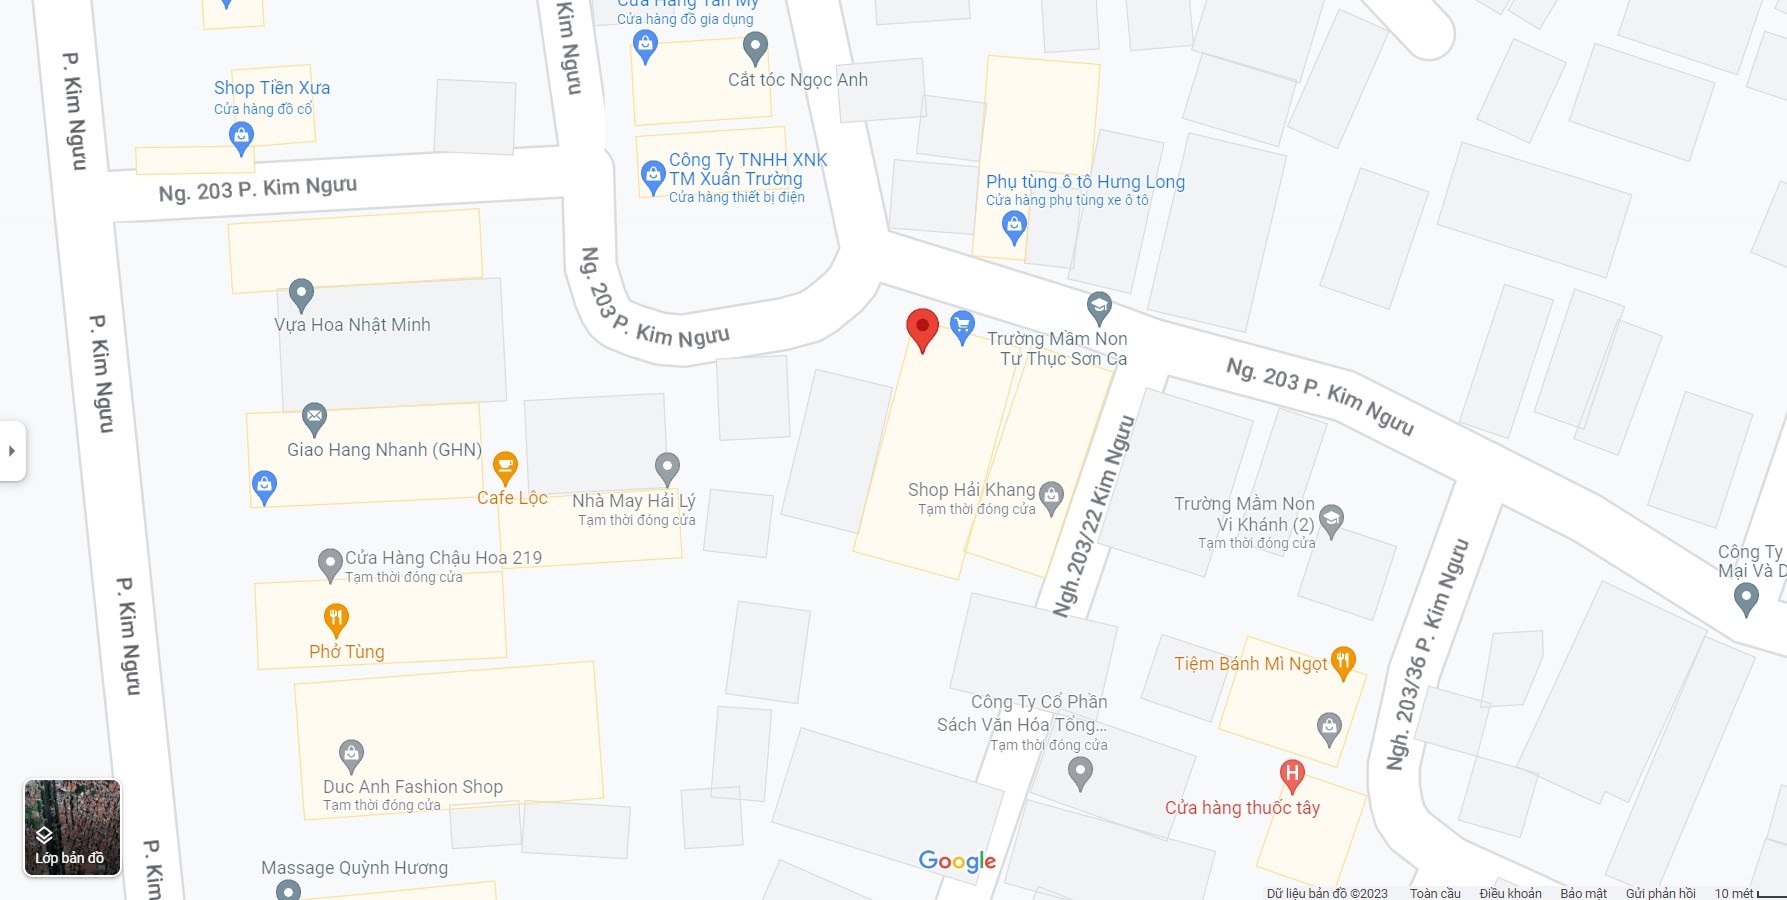 Cửa Hàng Tân Mỹ
Cửa hàng đồ gia dụng
P. Kim Ngưu
Kim Ngưu
Cắt tóc Ngọc Anh
Shop Tiền Xưa
Cửa hàng đồ cổ
Công Ty TNHH XNK
TM Xuân Trường
Cửa hàng thiết bị điện
Ng. 203 P. Kim Ngưu
Phụ tùng ô tô Hưng Long
Cửa hàng phụ tùng xe ô tô
Ng. 203 P. Kim Ngưu
Vựa Hoa Nhật Minh
P. Kim Ngưu
Trường Mầm Non
Tư Thục Sơn Ca
Ng. 203 P. Kim Ngưu
Giao Hang Nhanh (GHN)
Cafe Lộc
Nhà May Hải Lý
Tạm thời đóng cửa
Shop Hải Khang
Tạm thời đóng cửa
Ngh.203/22 Kim Ngưu
Trường Mầm Non
Vi Khánh (2)
Tạm thời đóng cửa
Cửa Hàng Chậu Hoa 219
Tạm thời đóng cửa
Công Ty
Mại Và D
P. Kim Ngưu
Phở Tùng
Ngh. 203/36 P. Kim Ngưu
Tiệm Bánh Mì Ngọt
Công Ty Cổ Phần
Sách Văn Hóa Tổng...
Tạm thời đóng cửa
Duc Anh Fashion Shop
Tạm thời đóng cửa
H
Cửa hàng thuốc tây
Lớp bản đồ
P. Kim
Massage Quỳnh Hương
Google
Dữ liệu bản đồ ©2023 Toàn cầu Điều khoản Bảo mật Gửi phản hồi 10 mét